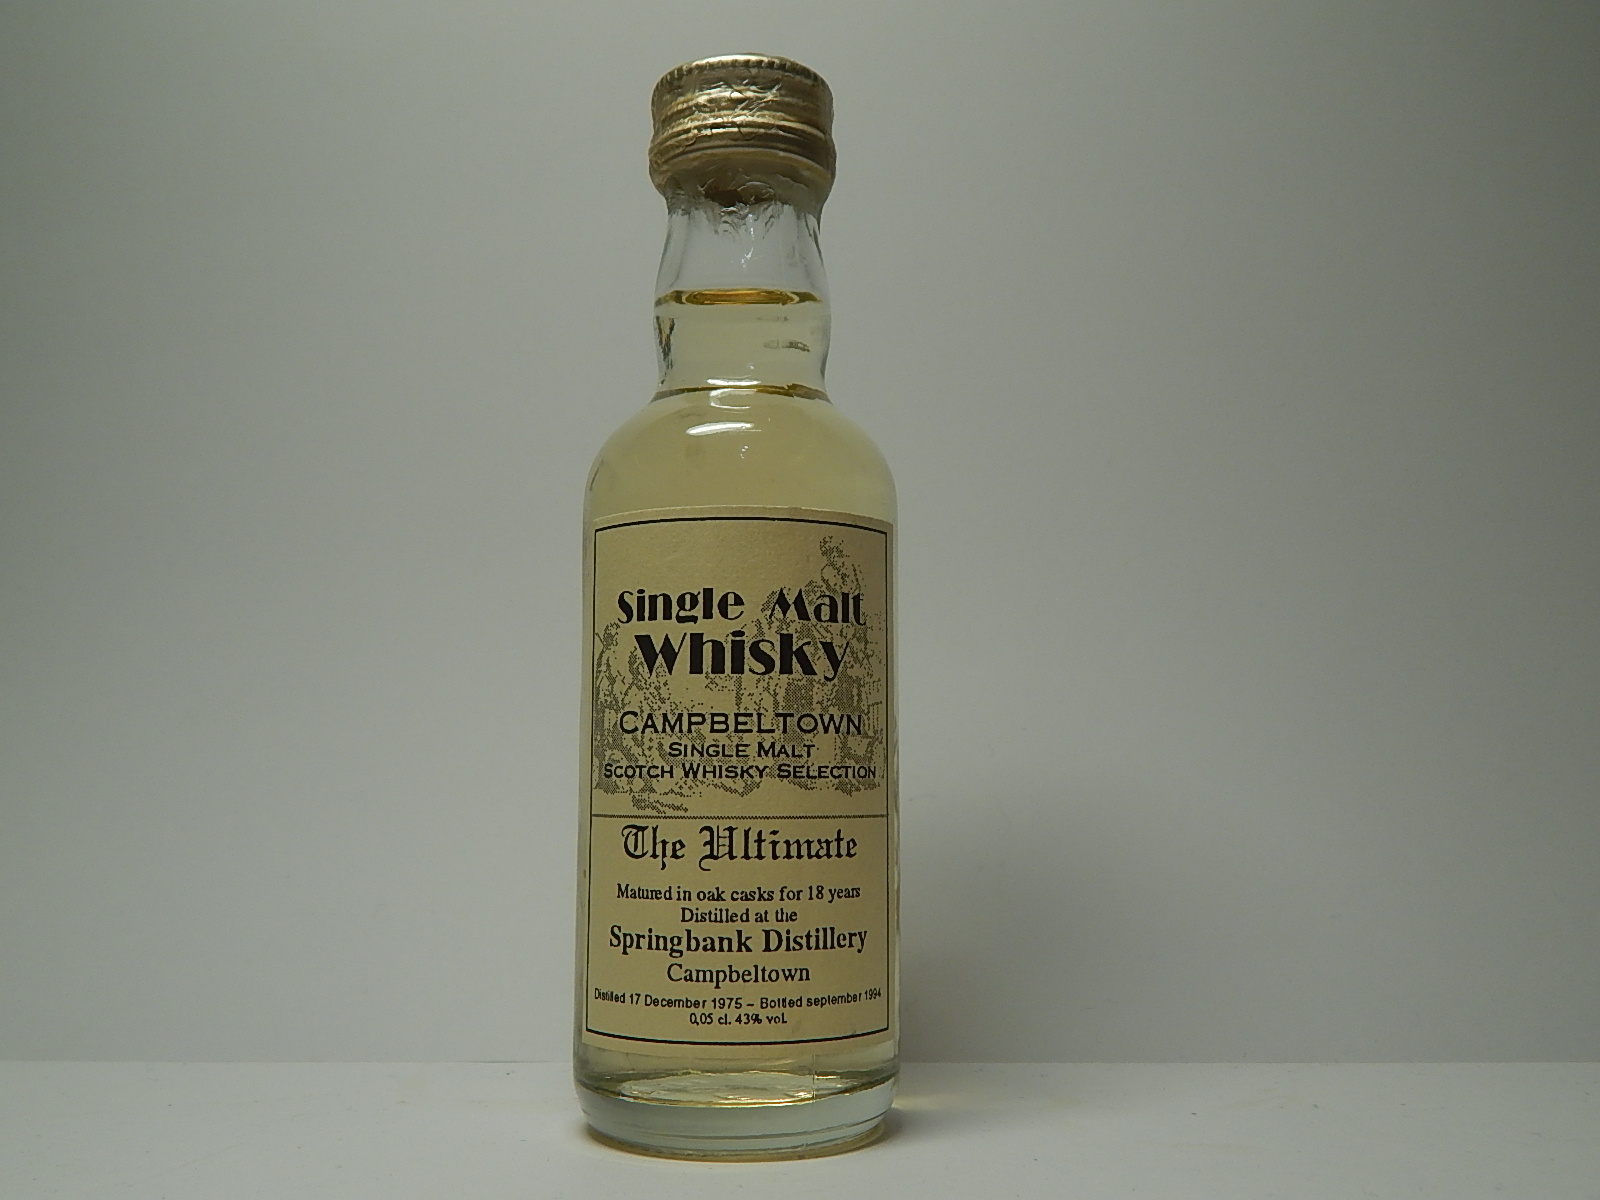 Single Malt
Whisky
CAMPBELTOWN
SINGLE MALT
SCOTCH WHISKY SELECTION
The Ultimate
Matured in oak casks for 18 years
Distilled at the
Springbank Distillery
Campbeltown
Distilled 17 December 1975 – Bottled september 1994
0,05 cl. 43% vol.